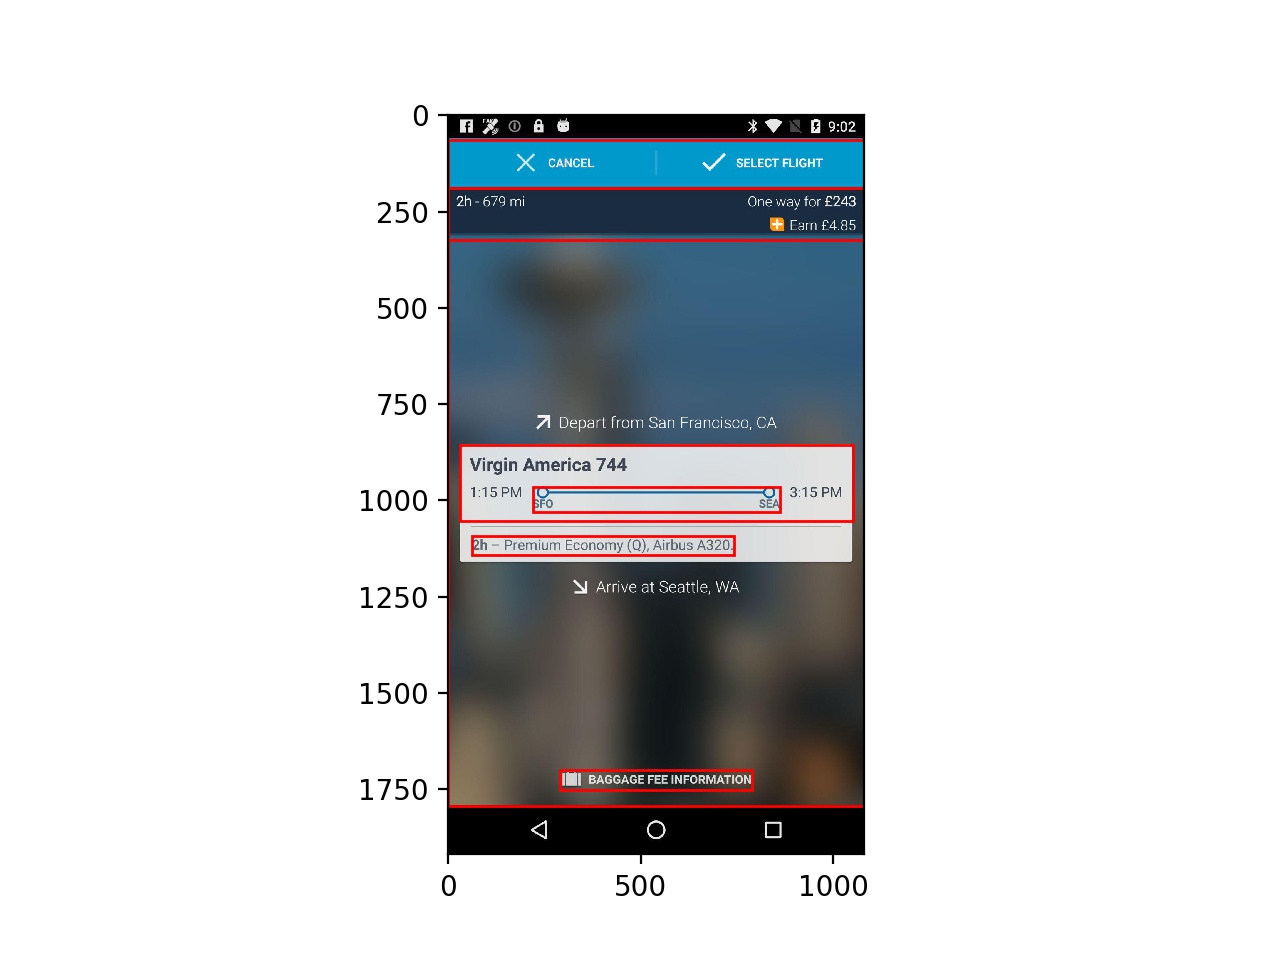 0
9:02
CANCEL
SELECT FLIGHT
250
2h - 679 mi
One way for £243
Earn £4.85
500
750
Depart from San Francisco, CA
Virgin America 744
1000
1:15 PM
3:15 PM
SFO
SEA
2h – Premium Economy (Q), Airbus A320.
1250
Arrive at Seattle, WA
1500
1750
BAGGAGE FEE INFORMATION
0
500
1000